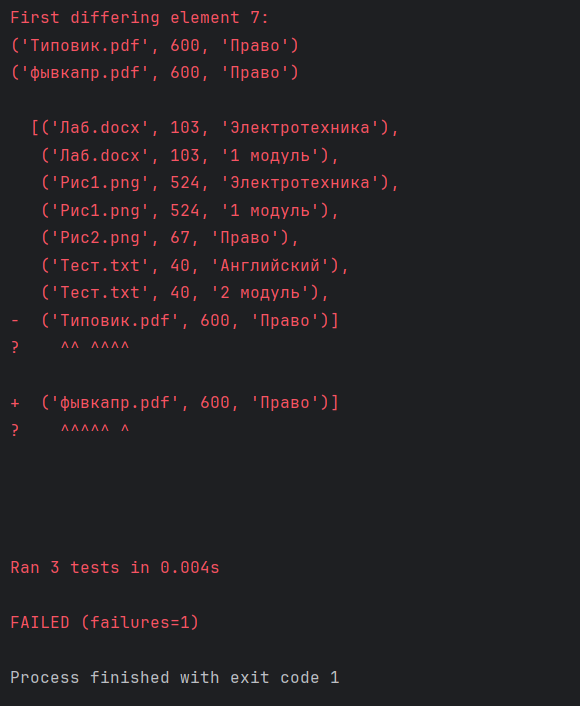 First differing element 7:
('Типовик.pdf', 600, 'Право')
('фывкапр.pdf', 600, 'Право')
[('Лаб.docx', 103, 'Электротехника'),
('Лаб.docx', 103, '1 модуль'),
('Рис1.png', 524, 'Электротехника'),
('Рис1.png', 524, '1 модуль'),
('Рис2.png', 67, 'Право'),
('Тест.txt', 40, 'Английский'),
('Тест.txt', 40, '2 модуль'),
-  ('Типовик.pdf', 600, 'Право')]
?    ^^ ^^^^
+  ('фывкапр.pdf', 600, 'Право')]
?    ^^^^^ ^
Ran 3 tests in 0.004s
FAILED (failures=1)
Process finished with exit code 1